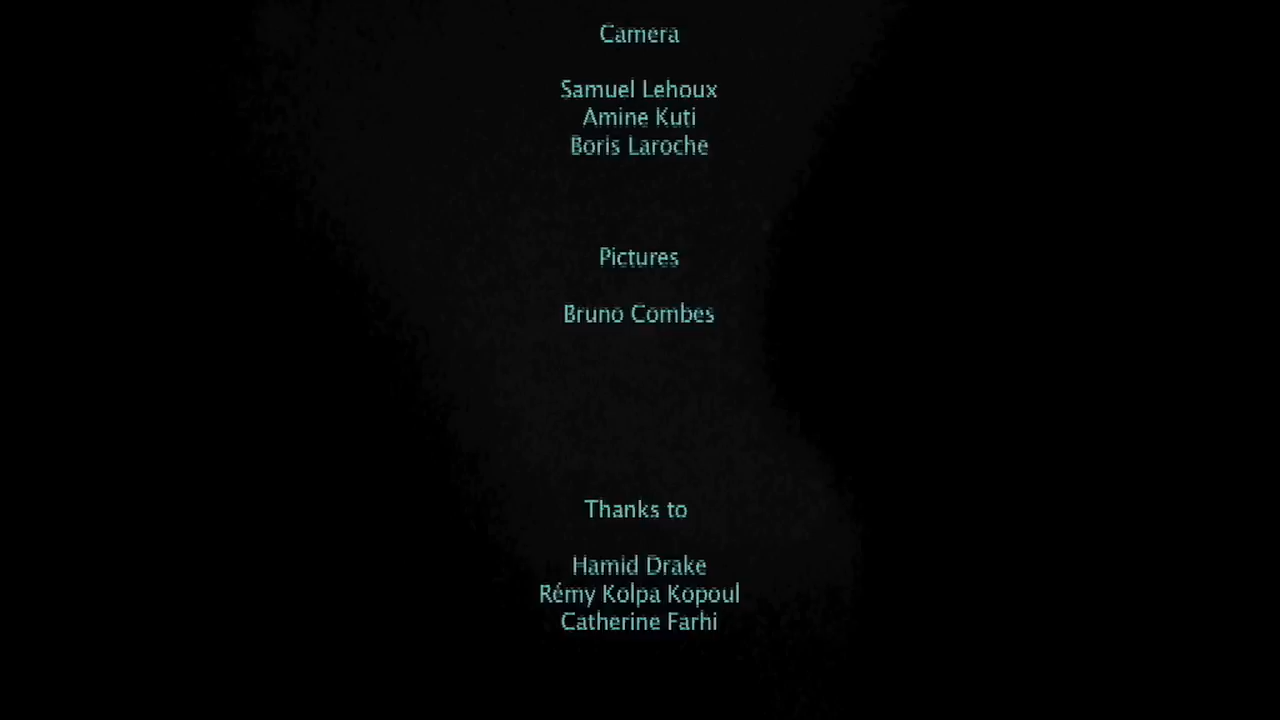 Camera
Samuel Lehoux
Amine Kuti
Boris Laroche
Pictures
Bruno Combes
Thanks to
Hamid Drake
Rémy Kolpa Kopoul
Catherine Farhi